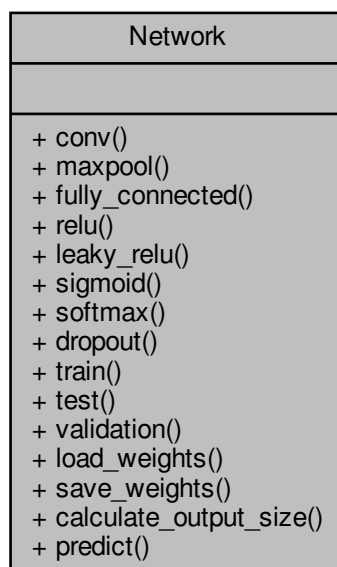 Network
+ conv()
+ maxpool()
+ fully_connected()
+ relu()
+ leaky_relu()
+ sigmoid()
+ softmax()
+ dropout()
+ train()
+ test()
+ validation()
+ load_weights()
+ save_weights()
+ calculate_output_size()
+ predict()